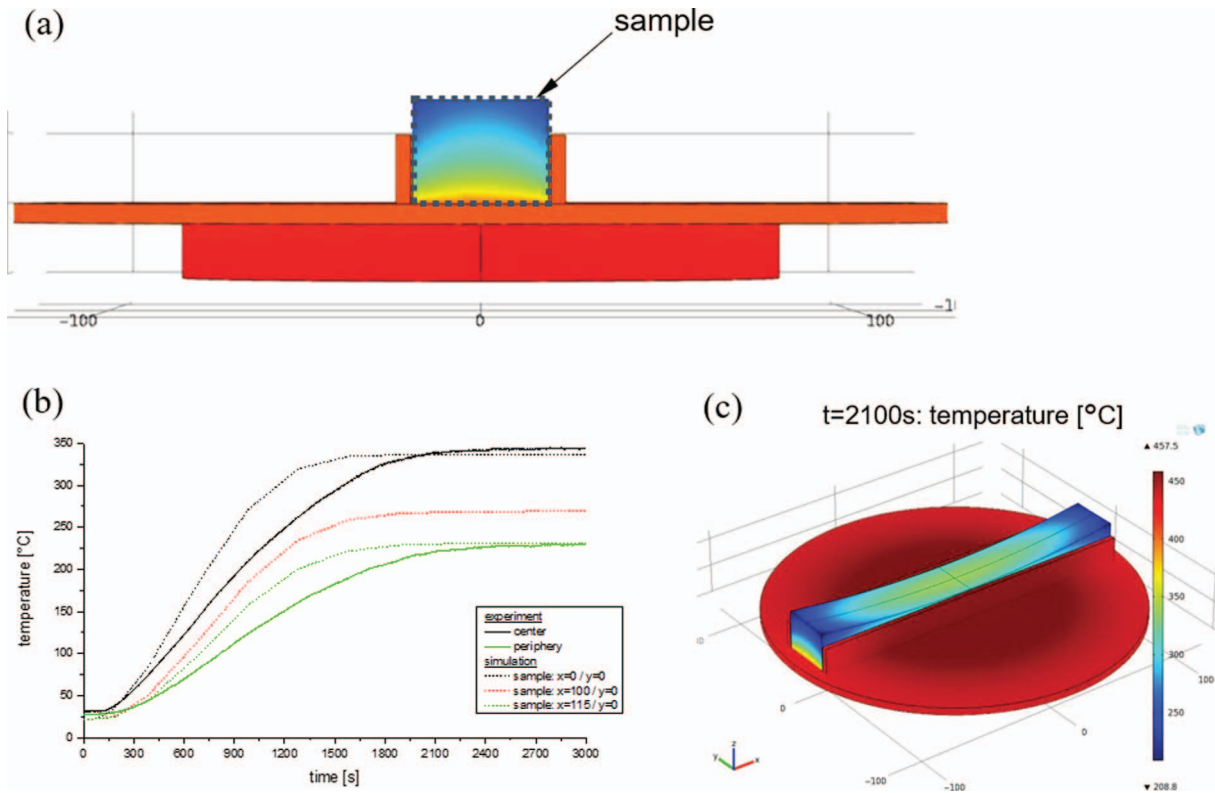 (a)
sample
-100
0
100
-1
(b)
350
300
250
200
150
100
50
0
temperature [°C]
0
300
600
900
1200
1500
1800
2100
2400
2700
3000
time [s]
experiment
center
periphery
simulation
sample: x=0 / y=0
sample: x=100 / y=0
sample: x=115 / y=0
(c)
t=2100s: temperature [°C]
▲ 457.5
450
400
350
300
250
▼ 208.8
100
0
0
-100
-100
z
y
x